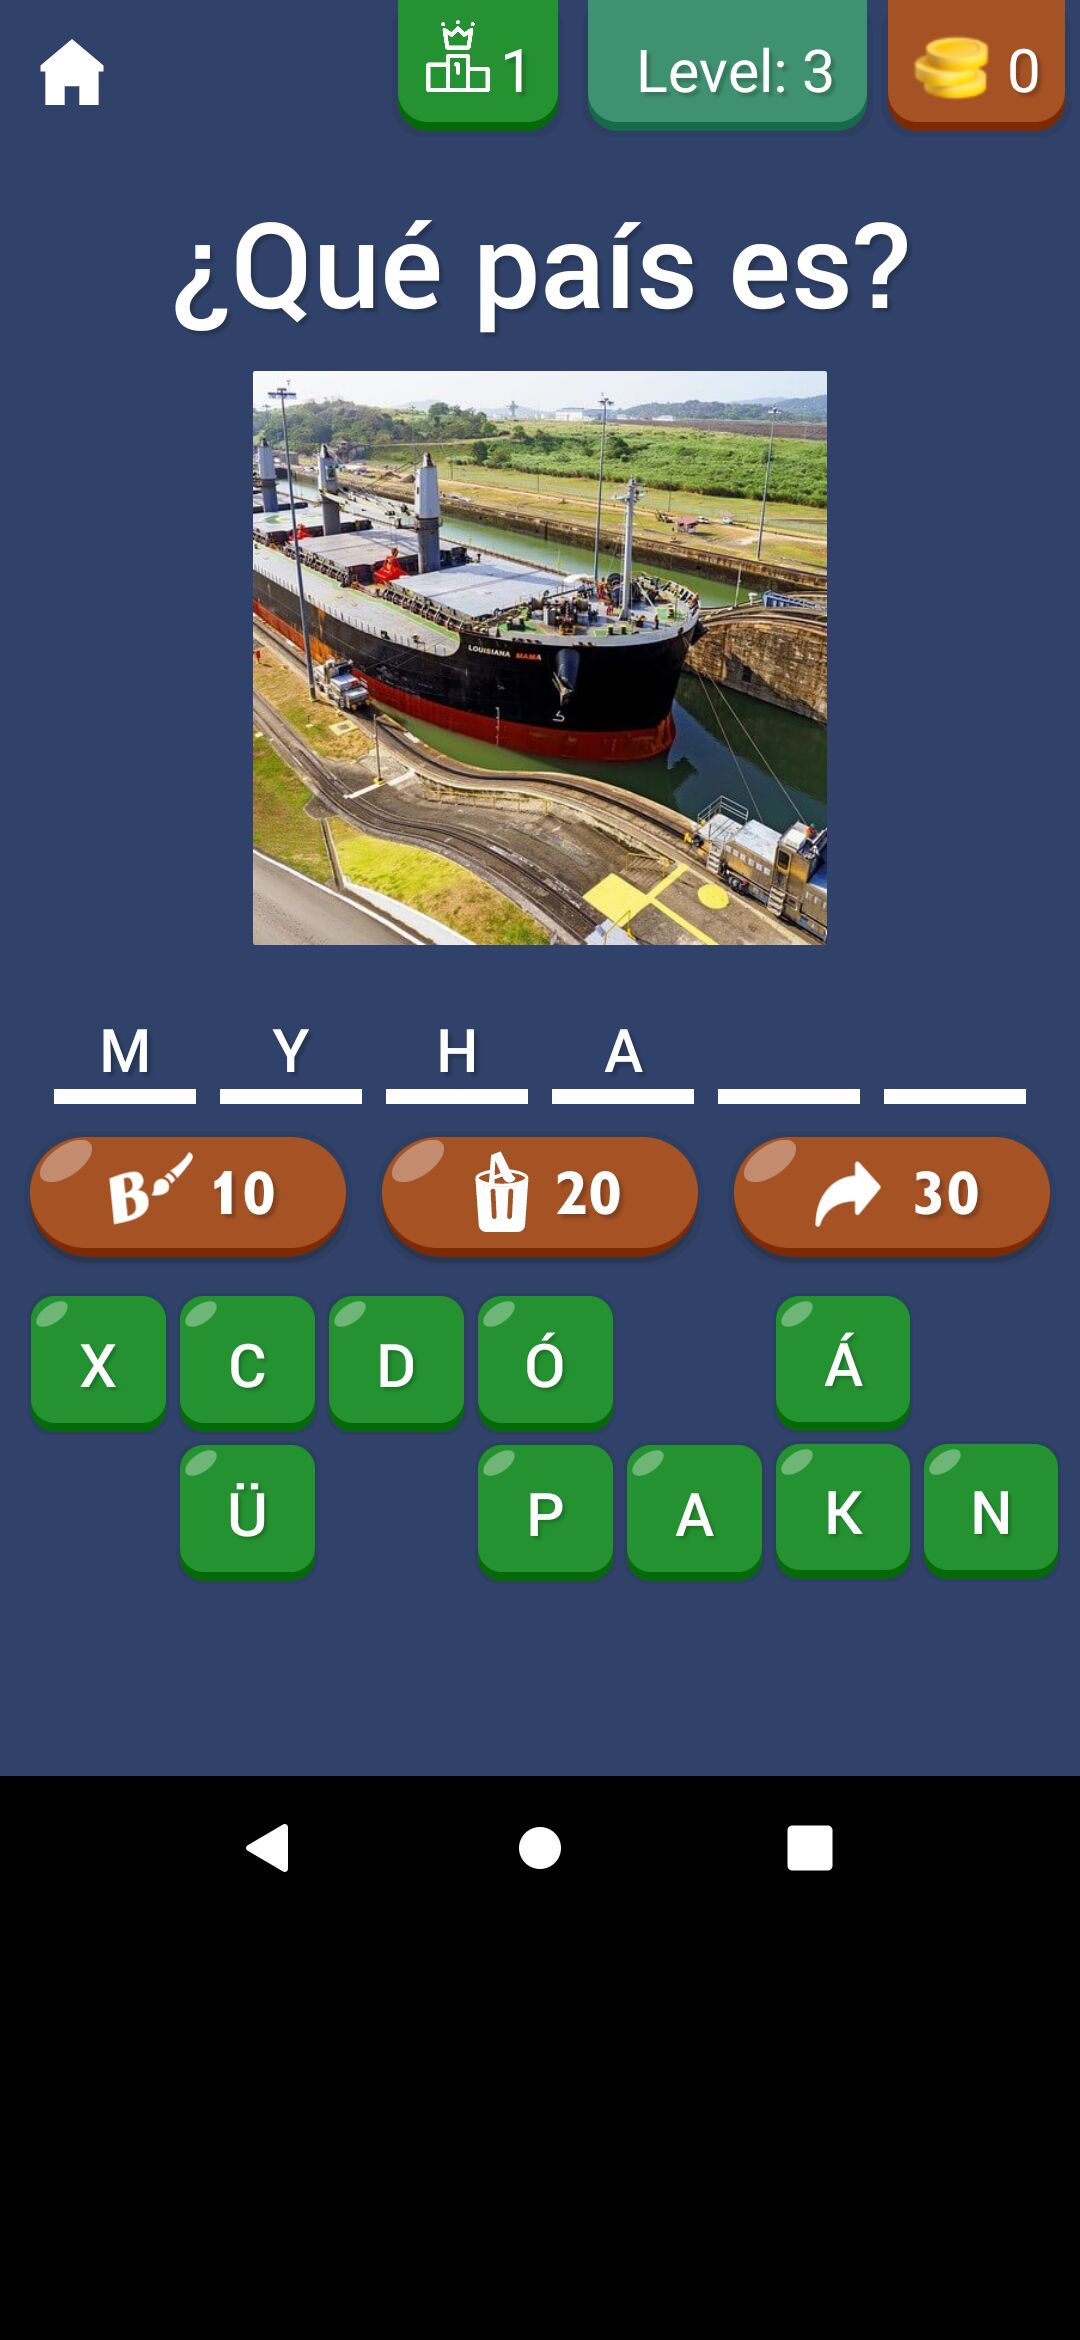 1 Level: 3 0
¿Qué país es?
LOUISIANA MAMA
M Y H A
B 10 20 30
X C D Ó Á
Ü P A K N